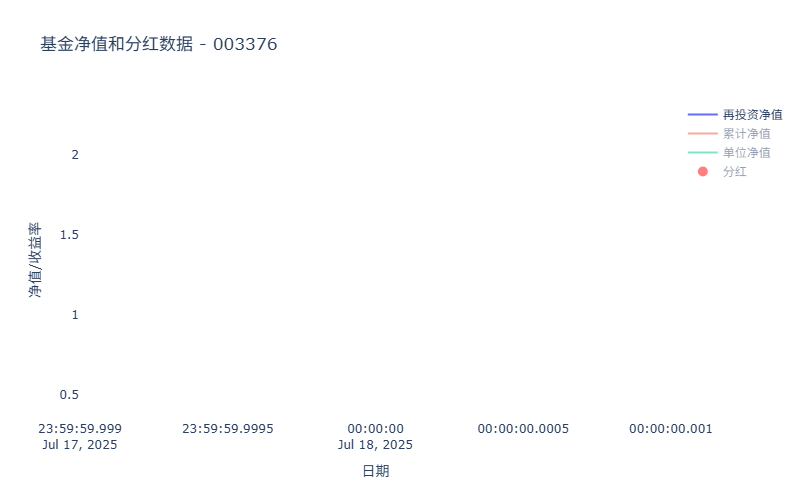 基金净值和分红数据 - 003376
再投资净值
累计净值
单位净值
分红
净值/收益率
2
1.5
1
0.5
23:59:59.999
Jul 17, 2025
23:59:59.9995
00:00:00
Jul 18, 2025
00:00:00.0005
00:00:00.001
日期